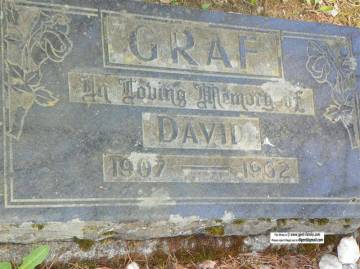 GRAF
In Loving Memory of
DAVID
1907 — 1962